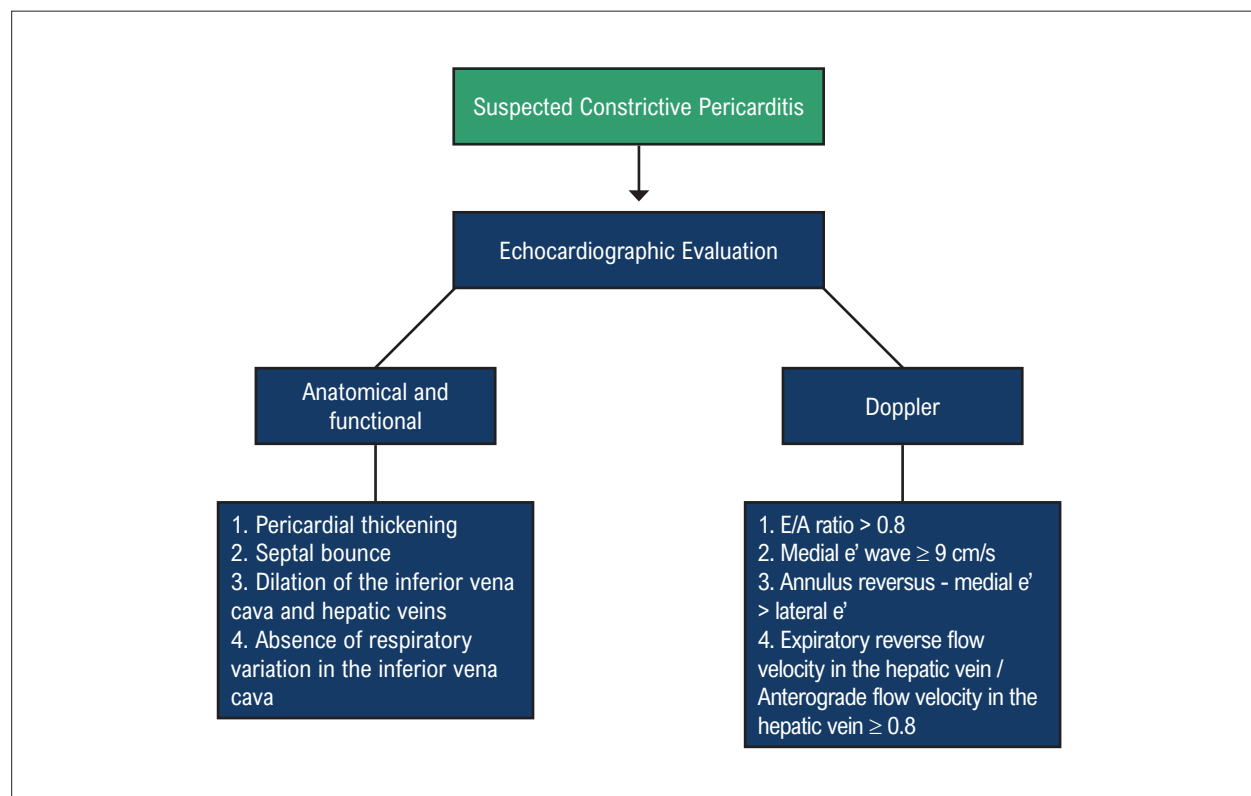 Suspected Constrictive Pericarditis
Echocardiographic Evaluation
Anatomical and
functional
Doppler
1. Pericardial thickening
2. Septal bounce
3. Dilation of the inferior vena
cava and hepatic veins
4. Absence of respiratory
variation in the inferior vena
cava
1. E/A ratio > 0.8
2. Medial e’ wave ≥ 9 cm/s
3. Annulus reversus - medial e’
> lateral e’
4. Expiratory reverse flow
velocity in the hepatic vein /
Anterograde flow velocity in the
hepatic vein ≥ 0.8